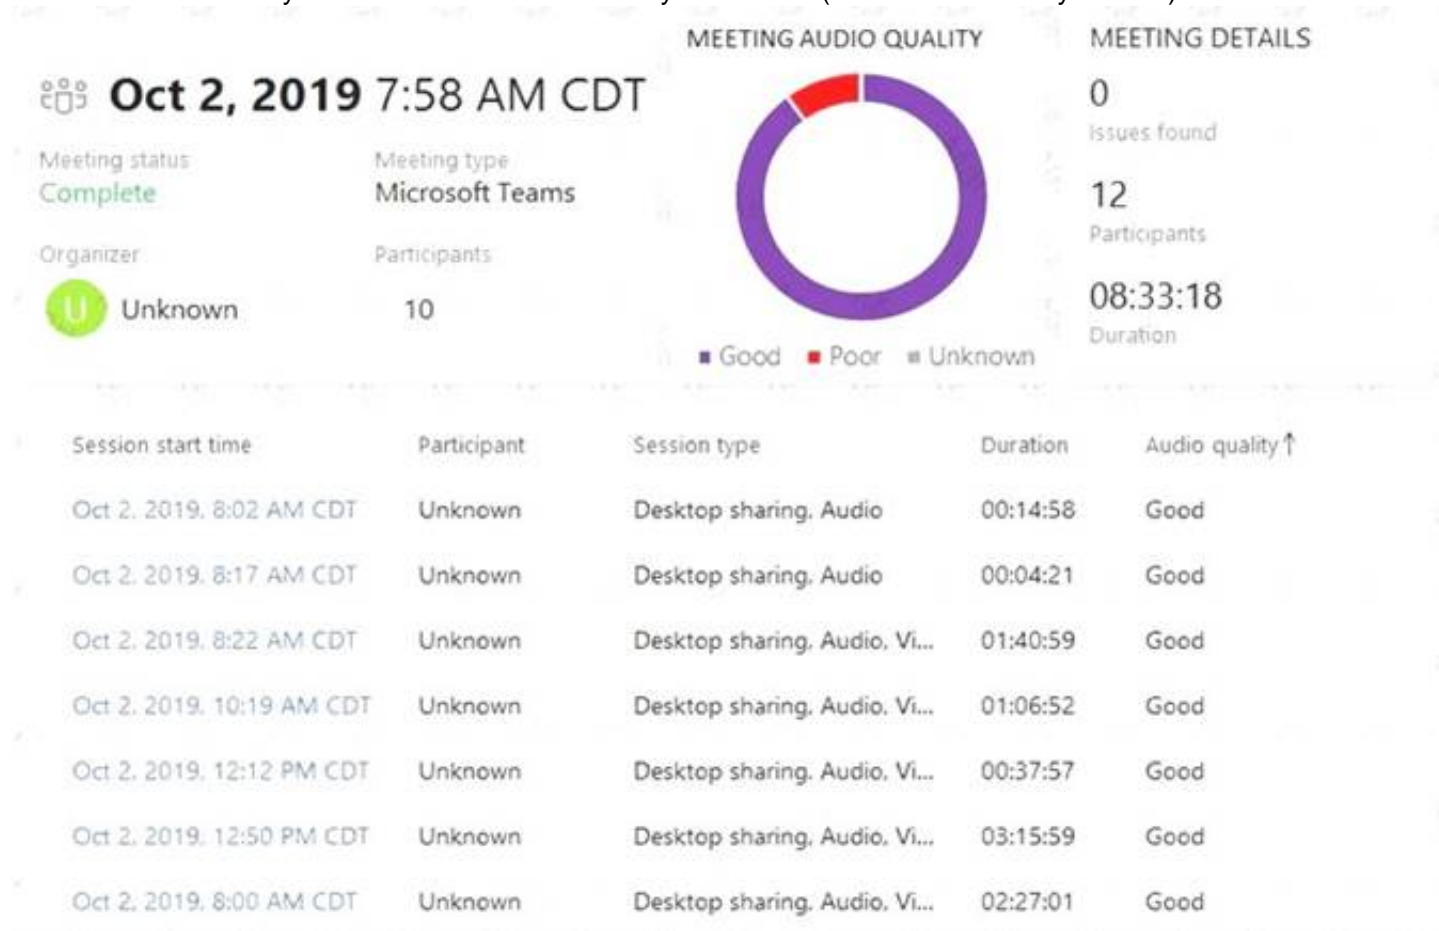 MEETING AUDIO QUALITY
MEETING DETAILS
Oct 2, 2019 7:58 AM CDT
0
Issues found
Meeting status
Meeting type
Complete
Microsoft Teams
12
Participants
Organizer
Participants
U
Unknown
10
08:33:18
Duration
Good Poor Unknown
Session start time Participant Session type Duration Audio quality↑
Oct 2, 2019, 8:02 AM CDT Unknown Desktop sharing, Audio 00:14:58 Good
Oct 2, 2019, 8:17 AM CDT Unknown Desktop sharing, Audio 00:04:21 Good
Oct 2, 2019, 8:22 AM CDT Unknown Desktop sharing, Audio, Vi... 01:40:59 Good
Oct 2, 2019, 10:19 AM CDT Unknown Desktop sharing, Audio, Vi... 01:06:52 Good
Oct 2, 2019, 12:12 PM CDT Unknown Desktop sharing, Audio, Vi... 00:37:57 Good
Oct 2, 2019, 12:50 PM CDT Unknown Desktop sharing, Audio, Vi... 03:15:59 Good
Oct 2, 2019, 8:00 AM CDT Unknown Desktop sharing, Audio, Vi... 02:27:01 Good